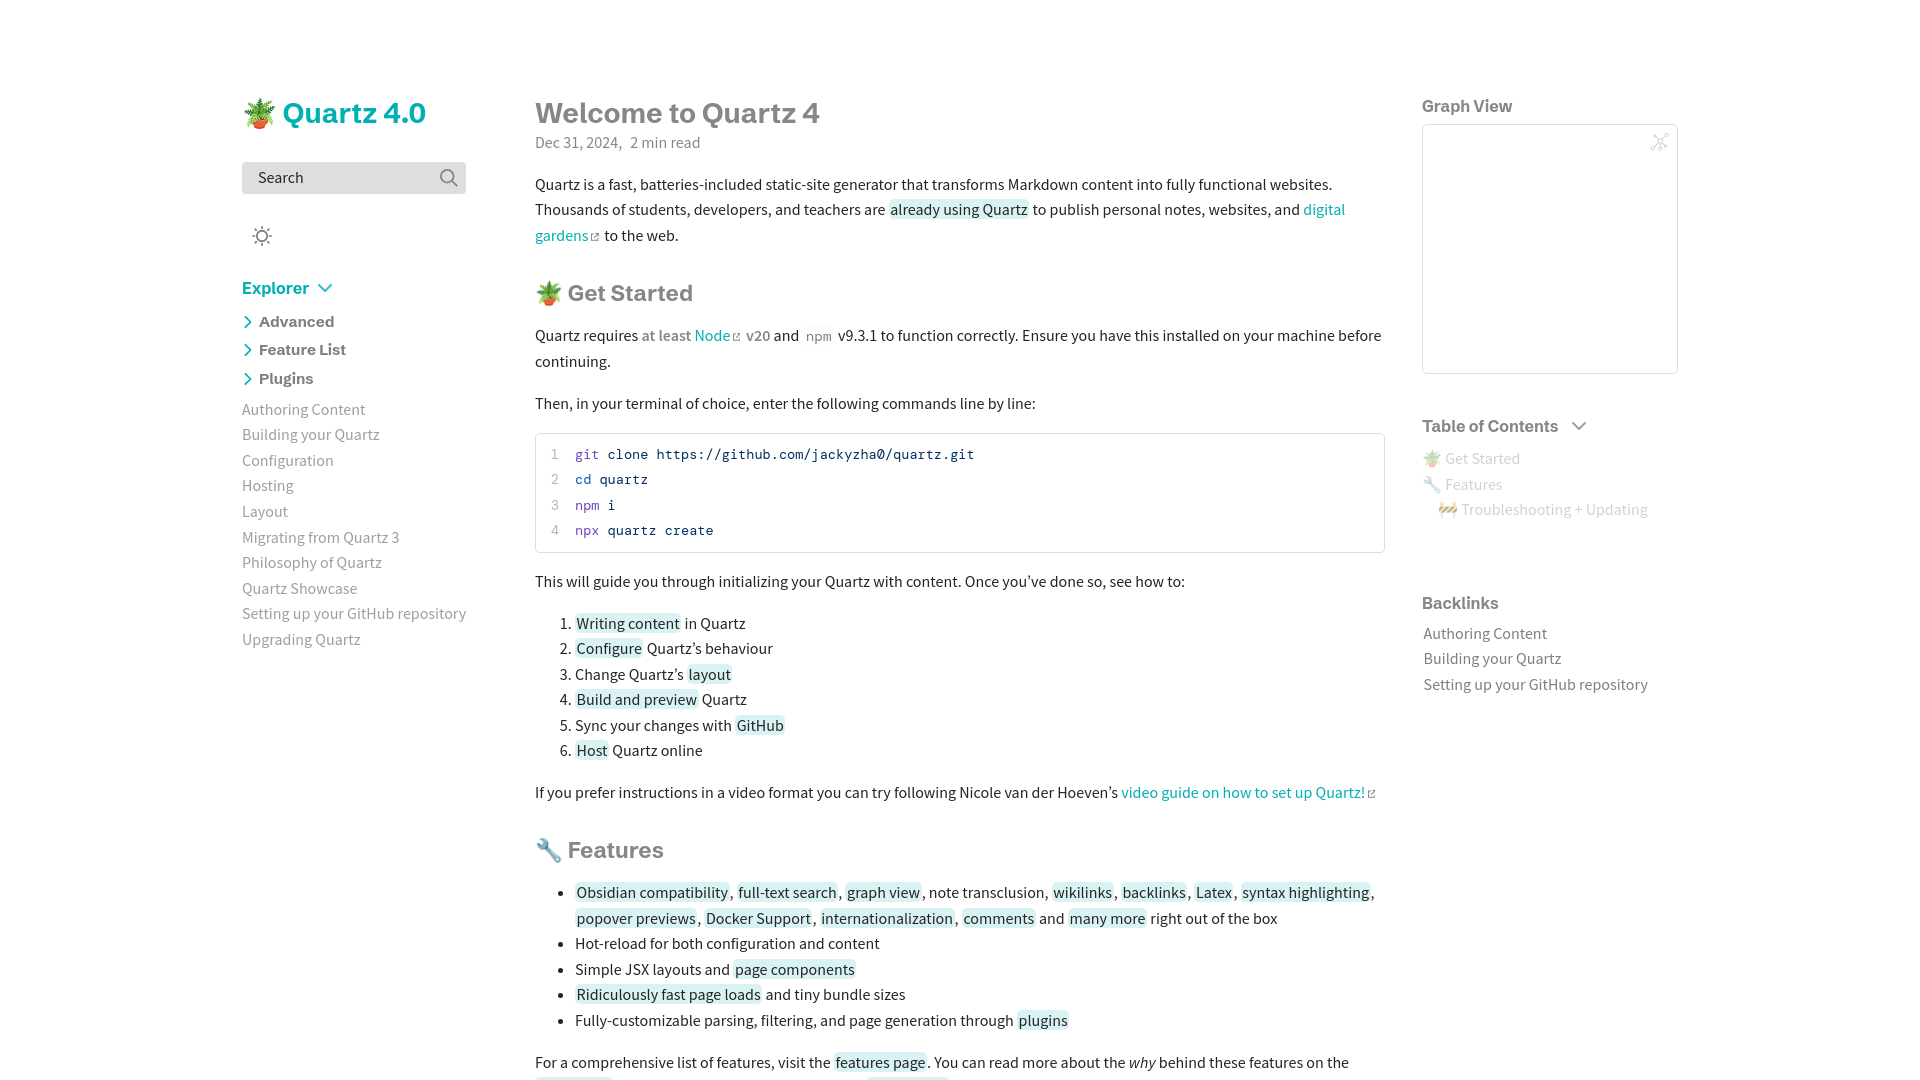 🪴 Quartz 4.0
Search
Explorer
Advanced
Feature List
Plugins
Authoring Content
Building your Quartz
Configuration
Hosting
Layout
Migrating from Quartz 3
Philosophy of Quartz
Quartz Showcase
Setting up your GitHub repository
Upgrading Quartz
Welcome to Quartz 4
Dec 31, 2024, 2 min read
Quartz is a fast, batteries-included static-site generator that transforms Markdown content into fully functional websites.
Thousands of students, developers, and teachers are already using Quartz to publish personal notes, websites, and digital
gardens to the web.
🪴 Get Started
Quartz requires at least Node v20 and npm v9.3.1 to function correctly. Ensure you have this installed on your machine before
continuing.
Then, in your terminal of choice, enter the following commands line by line:
1 git clone https://github.com/jackyzha0/quartz.git
2 cd quartz
3 npm i
4 npx quartz create
This will guide you through initializing your Quartz with content. Once you’ve done so, see how to:
1. Writing content in Quartz
2. Configure Quartz’s behaviour
3. Change Quartz’s layout
4. Build and preview Quartz
5. Sync your changes with GitHub
6. Host Quartz online
If you prefer instructions in a video format you can try following Nicole van der Hoeven’s video guide on how to set up Quartz!
🔧 Features
• Obsidian compatibility, full-text search, graph view, note transclusion, wikilinks, backlinks, Latex, syntax highlighting,
popover previews, Docker Support, internationalization, comments and many more right out of the box
• Hot-reload for both configuration and content
• Simple JSX layouts and page components
• Ridiculously fast page loads and tiny bundle sizes
• Fully-customizable parsing, filtering, and page generation through plugins
For a comprehensive list of features, visit the features page. You can read more about the why behind these features on the
Graph View
Table of Contents
🪴 Get Started
🔧 Features
🚧 Troubleshooting + Updating
Backlinks
Authoring Content
Building your Quartz
Setting up your GitHub repository